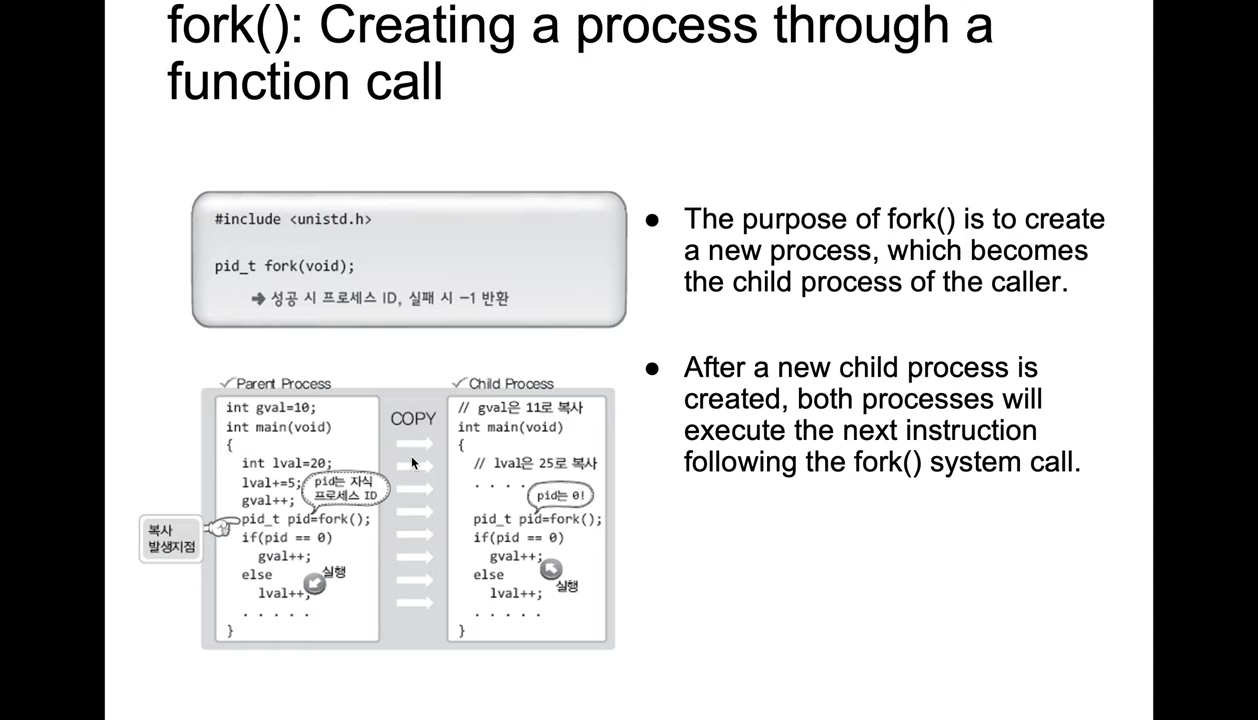 fork(): Creating a process through a
function call
#include <unistd.h>
pid_t fork(void);
➔ 성공 시 프로세스 ID, 실패 시 −1 반환
● The purpose of fork() is to create
a new process, which becomes
the child process of the caller.
● After a new child process is
created, both processes will
execute the next instruction
following the fork() system call.
✓Parent Process
int gval=10;
int main(void)
{
int lval=20;
lval+=5;
gval++;
pid는 자식
프로세스 ID
pid_t pid=fork();
if(pid == 0)
gval++;
else
lval++;
실행
. . . . .
}
복사
발생지점
COPY
✓Child Process
// gval은 11로 복사
int main(void)
{
// lval은 25로 복사
. . . .
pid는 0!
pid_t pid=fork();
if(pid == 0)
gval++;
else
실행
lval++;
. . . . .
}